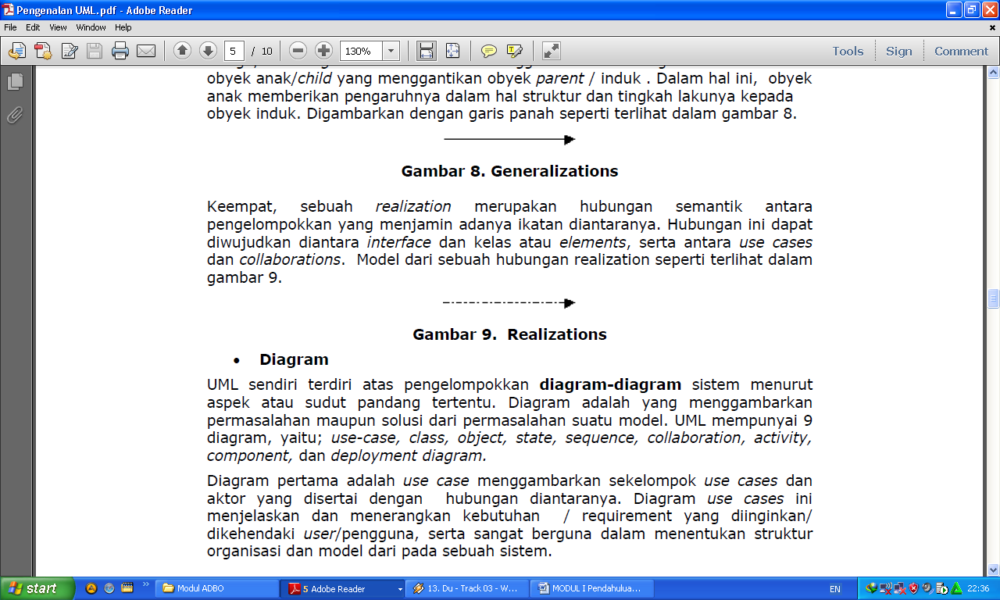 Pengenalan UML.pdf - Adobe Reader
File Edit View Window Help
5 / 10 130% Tools Sign Comment
obyek anak/child yang menggantikan obyek parent / induk . Dalam hal ini, obyek
anak memberikan pengaruhnya dalam hal struktur dan tingkah lakunya kepada
obyek induk. Digambarkan dengan garis panah seperti terlihat dalam gambar 8.
Gambar 8. Generalizations
Keempat, sebuah realization merupakan hubungan semantik antara
pengelompokkan yang menjamin adanya ikatan diantaranya. Hubungan ini dapat
diwujudkan diantara interface dan kelas atau elements, serta antara use cases
dan collaborations. Model dari sebuah hubungan realization seperti terlihat dalam
gambar 9.
Gambar 9. Realizations
• Diagram
UML sendiri terdiri atas pengelompokkan diagram-diagram sistem menurut
aspek atau sudut pandang tertentu. Diagram adalah yang menggambarkan
permasalahan maupun solusi dari permasalahan suatu model. UML mempunyai 9
diagram, yaitu; use-case, class, object, state, sequence, collaboration, activity,
component, dan deployment diagram.
Diagram pertama adalah use case menggambarkan sekelompok use cases dan
aktor yang disertai dengan hubungan diantaranya. Diagram use cases ini
menjelaskan dan menerangkan kebutuhan / requirement yang diinginkan/
dikehendaki user/pengguna, serta sangat berguna dalam menentukan struktur
organisasi dan model dari pada sebuah sistem.
start Modul ADBO 5 Adobe Reader 13. Du - Track 03 - W... MODUL I Pendahulua... EN 22:36